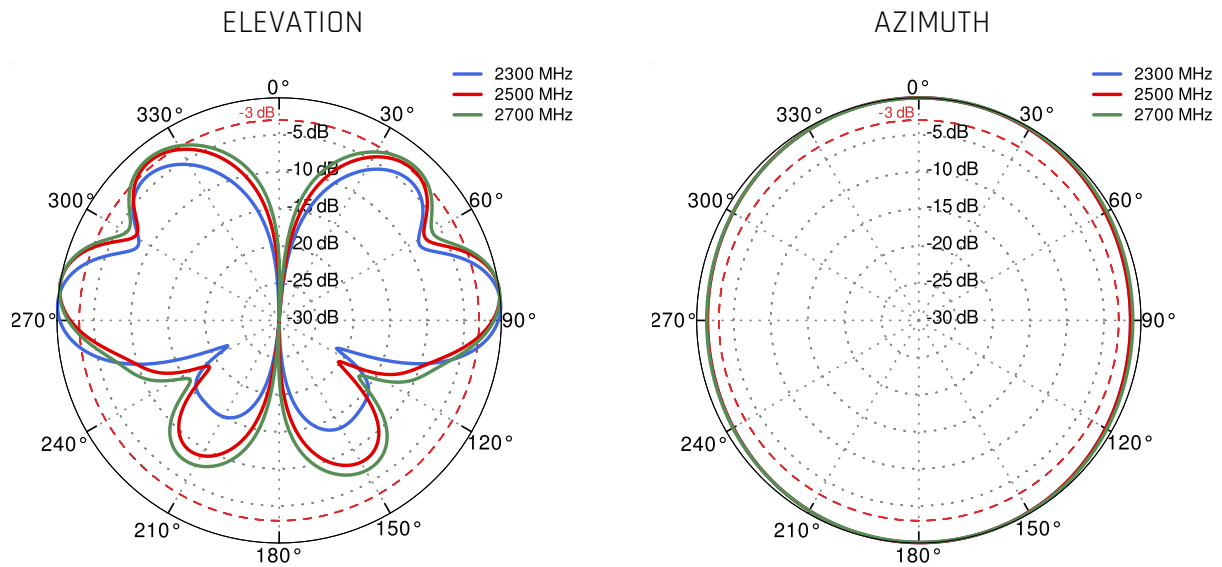 ELEVATION
2300 MHz
2500 MHz
2700 MHz
0°
30°
60°
90°
120°
150°
180°
210°
240°
270°
300°
330°
-3 dB
-5 dB
-10 dB
-15 dB
20 dB
-25 dB
-30 dB
AZIMUTH
2300 MHz
2500 MHz
2700 MHz
0°
30°
60°
90°
120°
150°
180°
210°
240°
270°
300°
330°
-3 dB
-5 dB
-10 dB
-15 dB
-20 dB
-25 dB
-30 dB